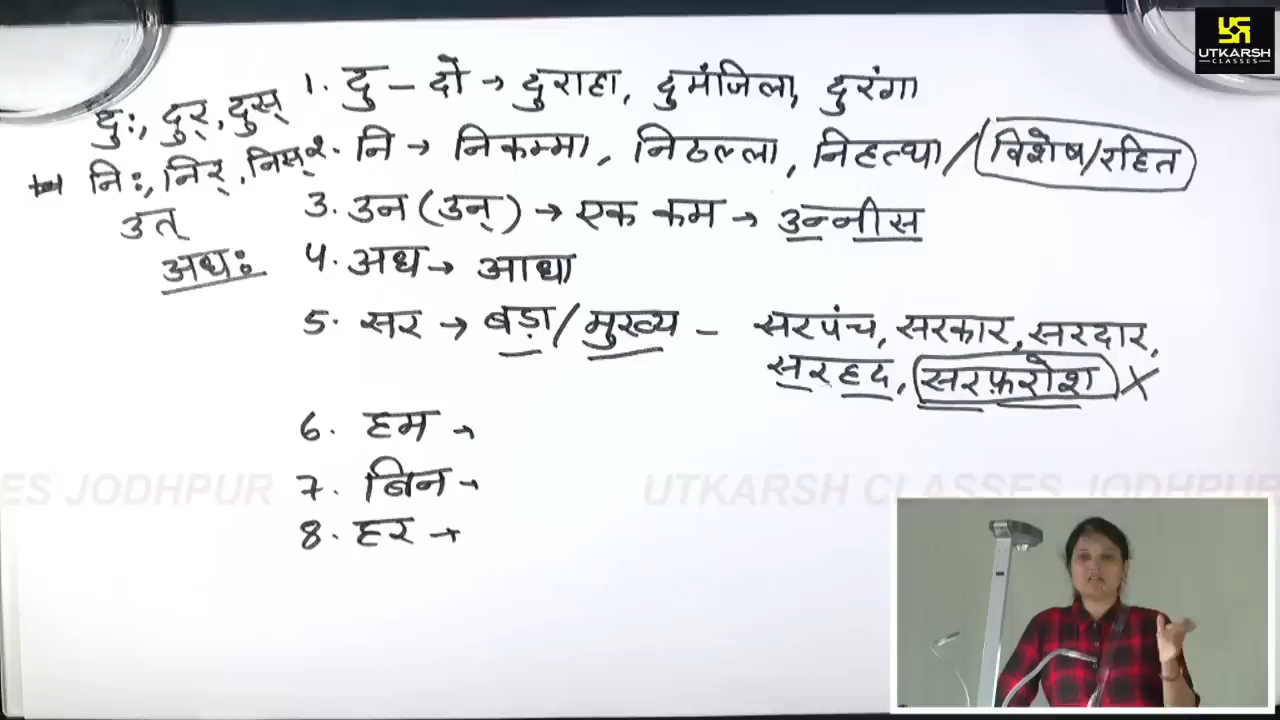 UTKARSH
CLASSES
दुः, दुर्, दुस्
निः, निर्, निस्
उत्
अधः
1. दु - दो → दुराहा, दुमंजिला, दुरंगा
२. नि → निकम्मा, निठल्ला, निहत्था / विशेष/रहित
3. उन (उन्) → एक कम → उन्नीस
4. अध → आधा
5. सर → बड़ा/मुख्य - सरपंच, सरकार, सरदार,
सरहद, सरफ़रोश X
6. हम →
7. बिन →
8. हर →
ES JODHPUR UTKARSH CLASSES JODHPUR